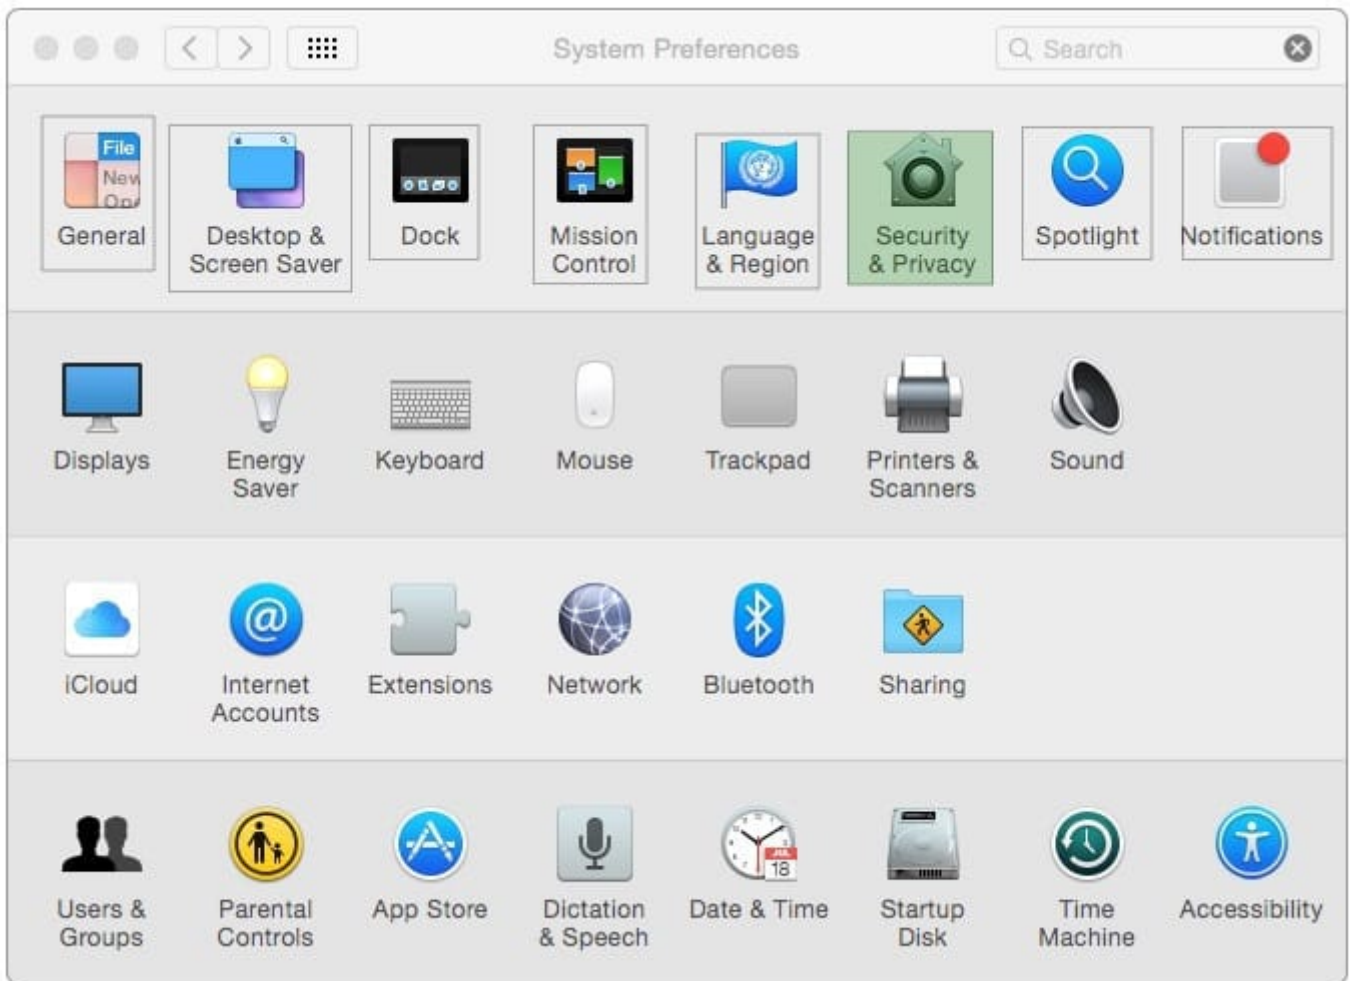 System Preferences
Search
File
New
General
Desktop &
Screen Saver
Dock
Mission
Control
Language
& Region
Security
& Privacy
Spotlight
Notifications
Displays
Energy
Saver
Keyboard
Mouse
Trackpad
Printers &
Scanners
Sound
iCloud
@
Internet
Accounts
Extensions
Network
Bluetooth
Sharing
Users &
Groups
Parental
Controls
App Store
Dictation
& Speech
JUL
18
Date & Time
Startup
Disk
Time
Machine
Accessibility